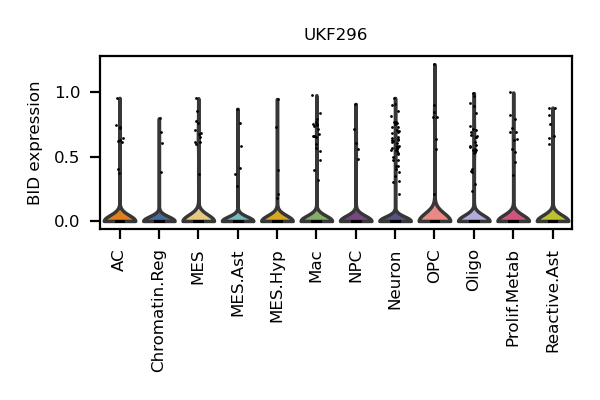 UKF296
BID expression
1.0
0.5
0.0
AC
Chromatin.Reg
MES
MES.Ast
MES.Hyp
Mac
NPC
Neuron
OPC
Oligo
Prolif.Metab
Reactive.Ast